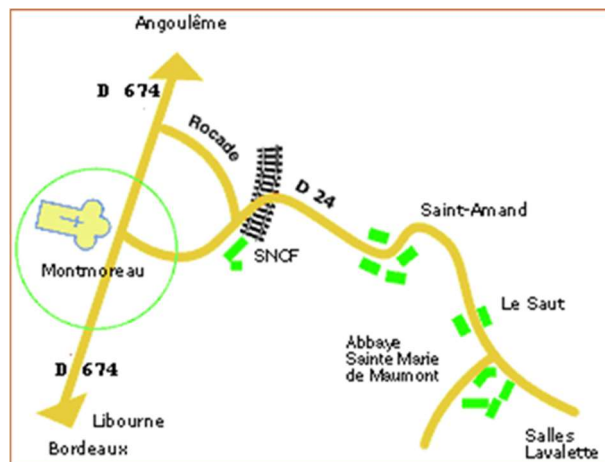 Angoulême
D 674
Rocade
D 24
Saint-Amand
SNCF
Montmoreau
Le Saut
Abbaye
Sainte Marie
de Maumont
D 674
Libourne
Bordeaux
Salles
Lavalette